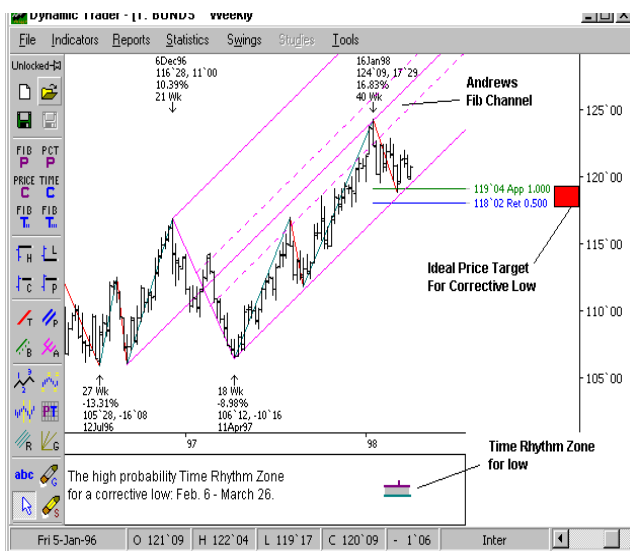 Dynamic Trader - [T. BONDS Weekly
File Indicators Reports Statistics Swings Studies Tools
Unlocked
FIB PCT
P P
PRICE TIME
C C
FIB FIB
T... T...
H L
C P
T P
B A
1 2 3
P T
R G
abc G
S
6Dec96
116`28, 11`00
10.39%
21 Wk
16Jan98
124`09, 17`29
16.83%
40 Wk
Andrews
Fib Channel
125`00
120`00
115`00
110`00
105`00
119`04 App 1.000
118`02 Ret 0.500
Ideal Price Target
For Corrective Low
27 Wk
-13.31%
105`28, -16`08
12Jul96
18 Wk
-8.98%
106`12, -10`16
11Apr97
97 98
Time Rhythm Zone
for low
The high probability Time Rhythm Zone
for a corrective low: Feb. 6 - March 26.
Fri 5-Jan-96 O 121`09 H 122`04 L 119`17 C 120`09 - 1`06 Inter